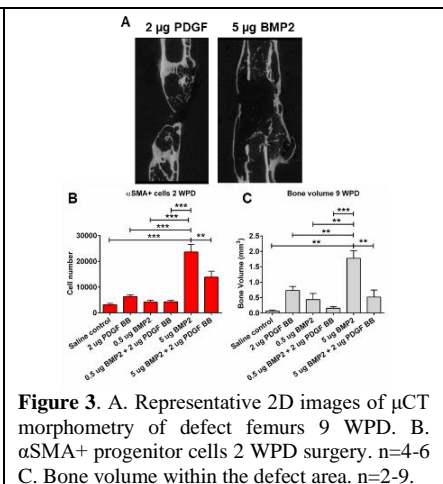 A
2 µg PDGF
5 µg BMP2
B
αSMA+ cells 2 WPD
***
***
***
***
**
Cell number
30000
20000
10000
0
Saline control
2 ug PDGF BB
0.5 ug BMP2
0.5 ug BMP2 + 2 ug PDGF BB
5 ug BMP2
5 ug BMP2 + 2 ug PDGF BB
C
Bone volume 9 WPD
***
**
**
**
**
Bone Volume (mm³)
2.5
2.0
1.5
1.0
0.5
0.0
Saline control
2 ug PDGF BB
0.5 ug BMP2
0.5 ug BMP2 + 2 ug PDGF BB
5 ug BMP2
5 ug BMP2 + 2 ug PDGF BB
Figure 3. A. Representative 2D images of µCT
morphometry of defect femurs 9 WPD. B.
αSMA+ progenitor cells 2 WPD surgery. n=4-6
C. Bone volume within the defect area. n=2-9.